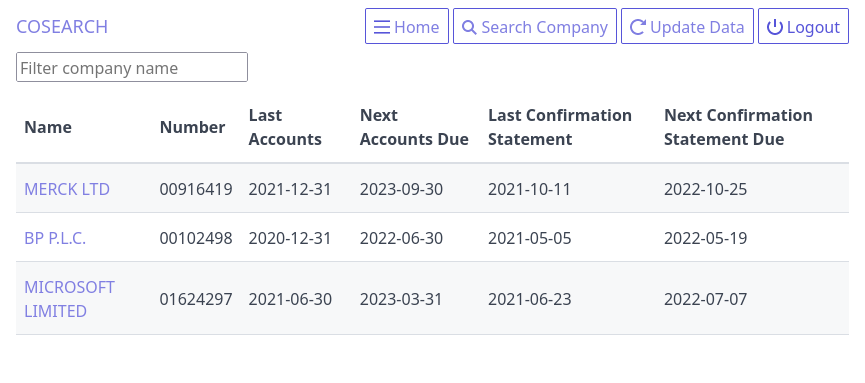 COSEARCH Home Search Company Update Data Logout
Filter company name
Name Number Last Accounts Next Accounts Due Last Confirmation Statement Next Confirmation Statement Due
MERCK LTD 00916419 2021-12-31 2023-09-30 2021-10-11 2022-10-25
BP P.L.C. 00102498 2020-12-31 2022-06-30 2021-05-05 2022-05-19
MICROSOFT LIMITED 01624297 2021-06-30 2023-03-31 2021-06-23 2022-07-07